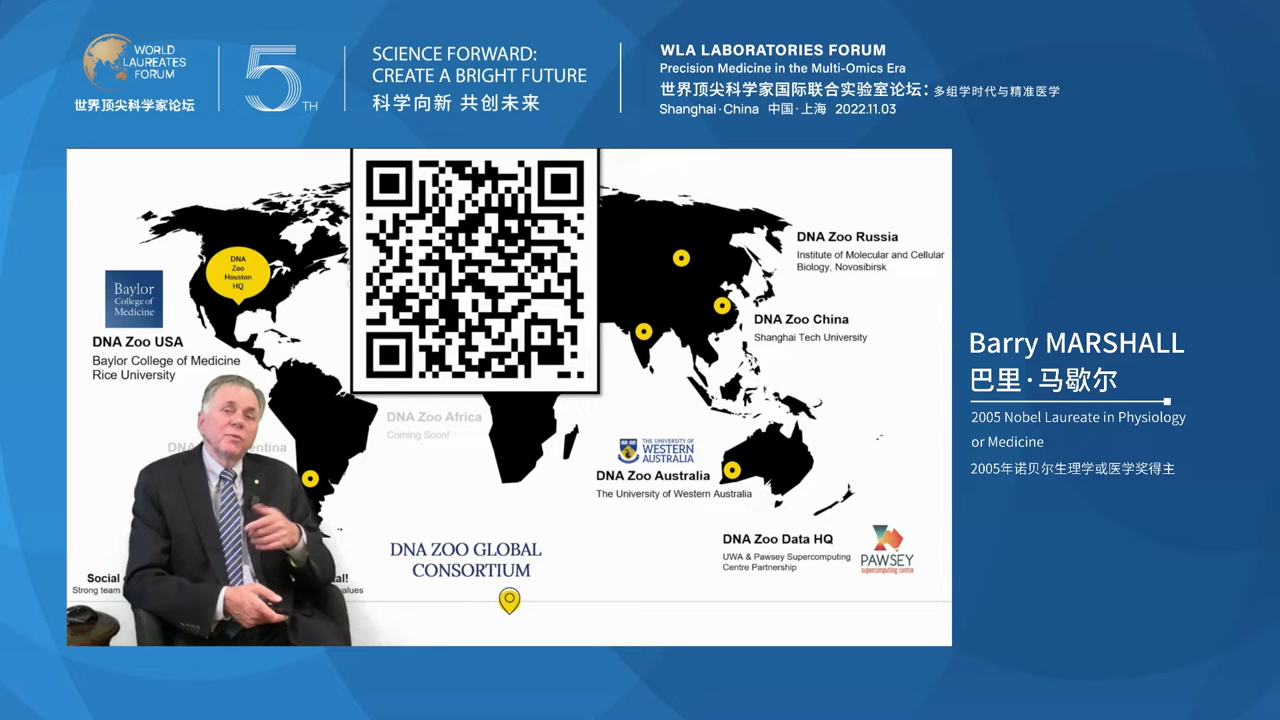 WORLD
LAUREATES
FORUM
世界顶尖科学家论坛
5TH
SCIENCE FORWARD:
CREATE A BRIGHT FUTURE
科学向新 共创未来
WLA LABORATORIES FORUM
Precision Medicine in the Multi-Omics Era
世界顶尖科学家国际联合实验室论坛：多组学时代与精准医学
Shanghai·China 中国·上海 2022.11.03
DNA
Zoo
Houston
HQ
Baylor
College of
Medicine
DNA Zoo USA
Baylor College of Medicine
Rice University
DNA Zoo Russia
Institute of Molecular and Cellular
Biology, Novosibirsk
DNA Zoo China
Shanghai Tech University
DNA Zoo Africa
Coming Soon!
DNA
THE UNIVERSITY OF
WESTERN
AUSTRALIA
DNA Zoo Australia
The University of Western Australia
DNA Zoo Data HQ
UWA & Pawsey Supercomputing
Centre Partnership
PAWSEY
supercomputing centre
DNA ZOO GLOBAL
CONSORTIUM
Social
Strong team
Barry MARSHALL
巴里·马歇尔
2005 Nobel Laureate in Physiology
or Medicine
2005年诺贝尔生理学或医学奖得主